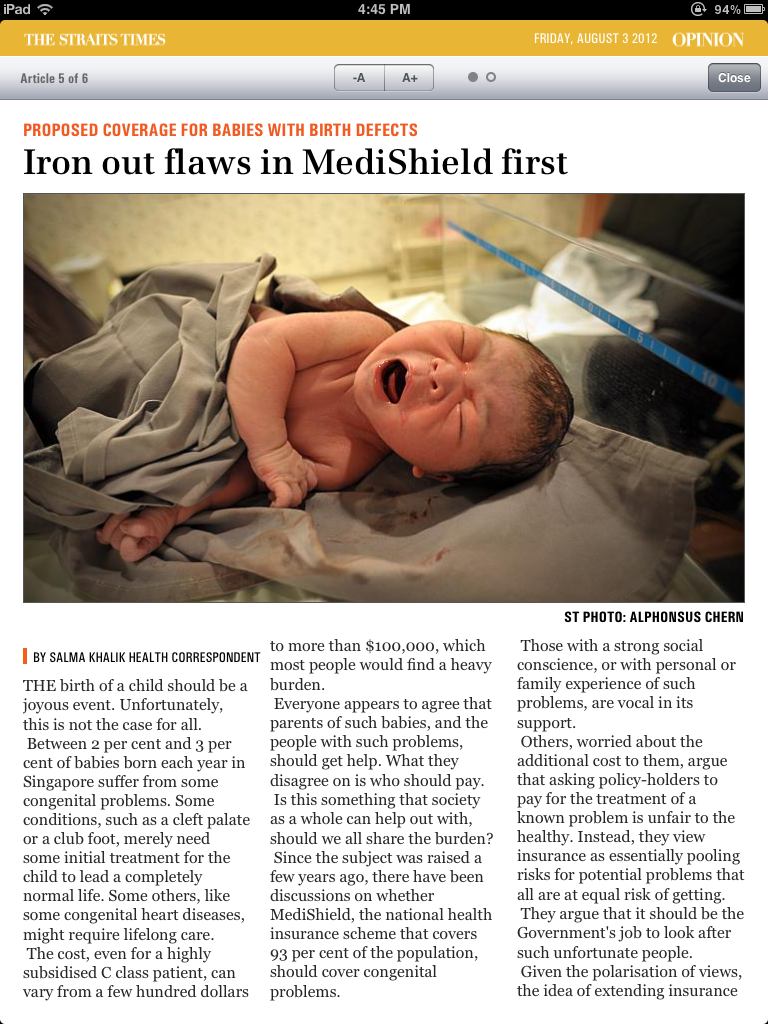 iPad
4:45 PM
94%
THE STRAITS TIMES
FRIDAY, AUGUST 3 2012 OPINION
Article 5 of 6
-A A+
Close
PROPOSED COVERAGE FOR BABIES WITH BIRTH DEFECTS
Iron out flaws in MediShield first
5
10
ST PHOTO: ALPHONSUS CHERN
BY SALMA KHALIK HEALTH CORRESPONDENT
THE birth of a child should be a
joyous event. Unfortunately,
this is not the case for all.
Between 2 per cent and 3 per
cent of babies born each year in
Singapore suffer from some
congenital problems. Some
conditions, such as a cleft palate
or a club foot, merely need
some initial treatment for the
child to lead a completely
normal life. Some others, like
some congenital heart diseases,
might require lifelong care.
The cost, even for a highly
subsidised C class patient, can
vary from a few hundred dollars
to more than $100,000, which
most people would find a heavy
burden.
Everyone appears to agree that
parents of such babies, and the
people with such problems,
should get help. What they
disagree on is who should pay.
Is this something that society
as a whole can help out with,
should we all share the burden?
Since the subject was raised a
few years ago, there have been
discussions on whether
MediShield, the national health
insurance scheme that covers
93 per cent of the population,
should cover congenital
problems.
Those with a strong social
conscience, or with personal or
family experience of such
problems, are vocal in its
support.
Others, worried about the
additional cost to them, argue
that asking policy-holders to
pay for the treatment of a
known problem is unfair to the
healthy. Instead, they view
insurance as essentially pooling
risks for potential problems that
all are at equal risk of getting.
They argue that it should be the
Government's job to look after
such unfortunate people.
Given the polarisation of views,
the idea of extending insurance